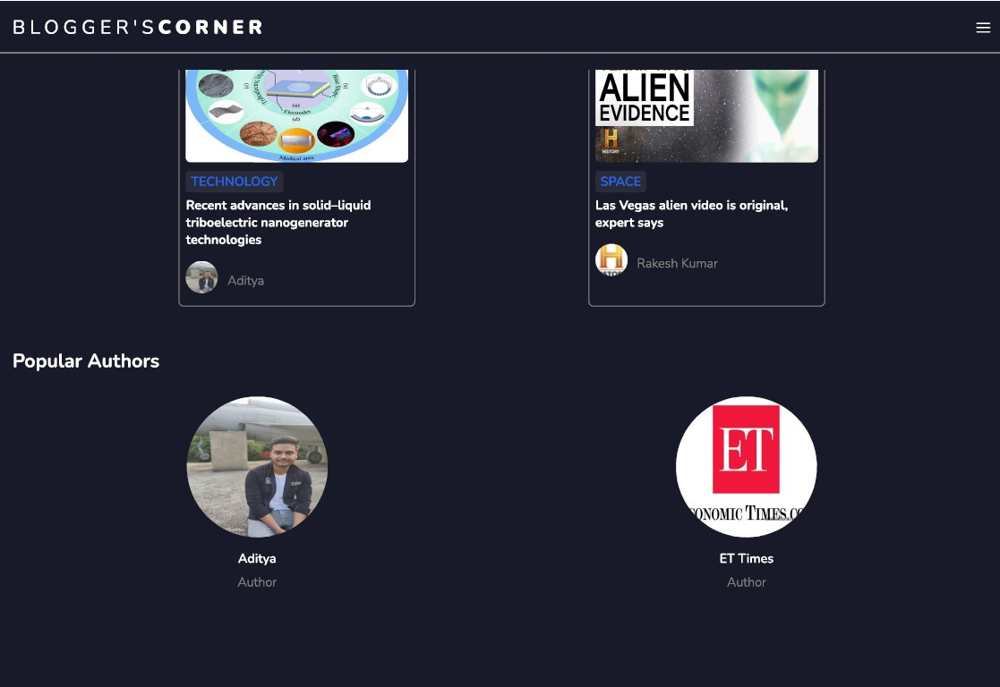 BLOGGER'SCORNER
(c)
(a)
Electrodes
(d)
Medical area
ALIEN
EVIDENCE
H
HISTORY
TECHNOLOGY
SPACE
Recent advances in solid–liquid
triboelectric nanogenerator
technologies
Las Vegas alien video is original,
expert says
Aditya
H
Rakesh Kumar
Popular Authors
ET
ONOMIC TIMES.CO
Aditya
ET Times
Author
Author